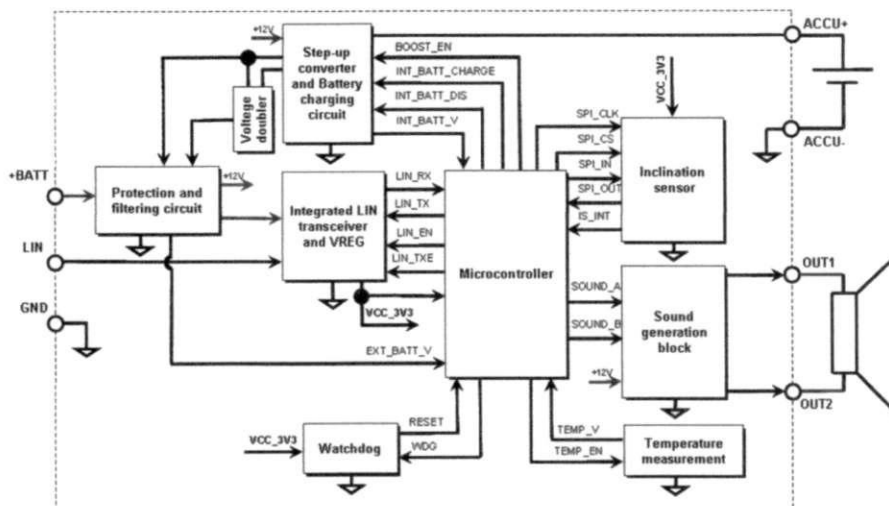 +12V
Step-up
converter
and Battery
charging
circuit
BOOST_EN
INT_BATT_CHARGE
INT_BATT_DIS
INT_BATT_V
ACCU+
ACCU-
Voltege
doubler
VCC_3V3
SPI_CLK
SPI_CS
SPI_IN
SPI_OUT
IS_INT
Inclination
sensor
+BATT
Protection and
filtering circuit
+12V
Integrated LIN
transceiver
and VREG
LIN_RX
LIN_TX
LIN_EN
LIN_TXE
Microcontroller
LIN
VCC_3V3
GND
EXT_BATT_V
SOUND_A
SOUND_B
+12V
Sound
generation
block
OUT1
OUT2
VCC_3V3
Watchdog
RESET
WDG
TEMP_V
TEMP_EN
Temperature
measurement